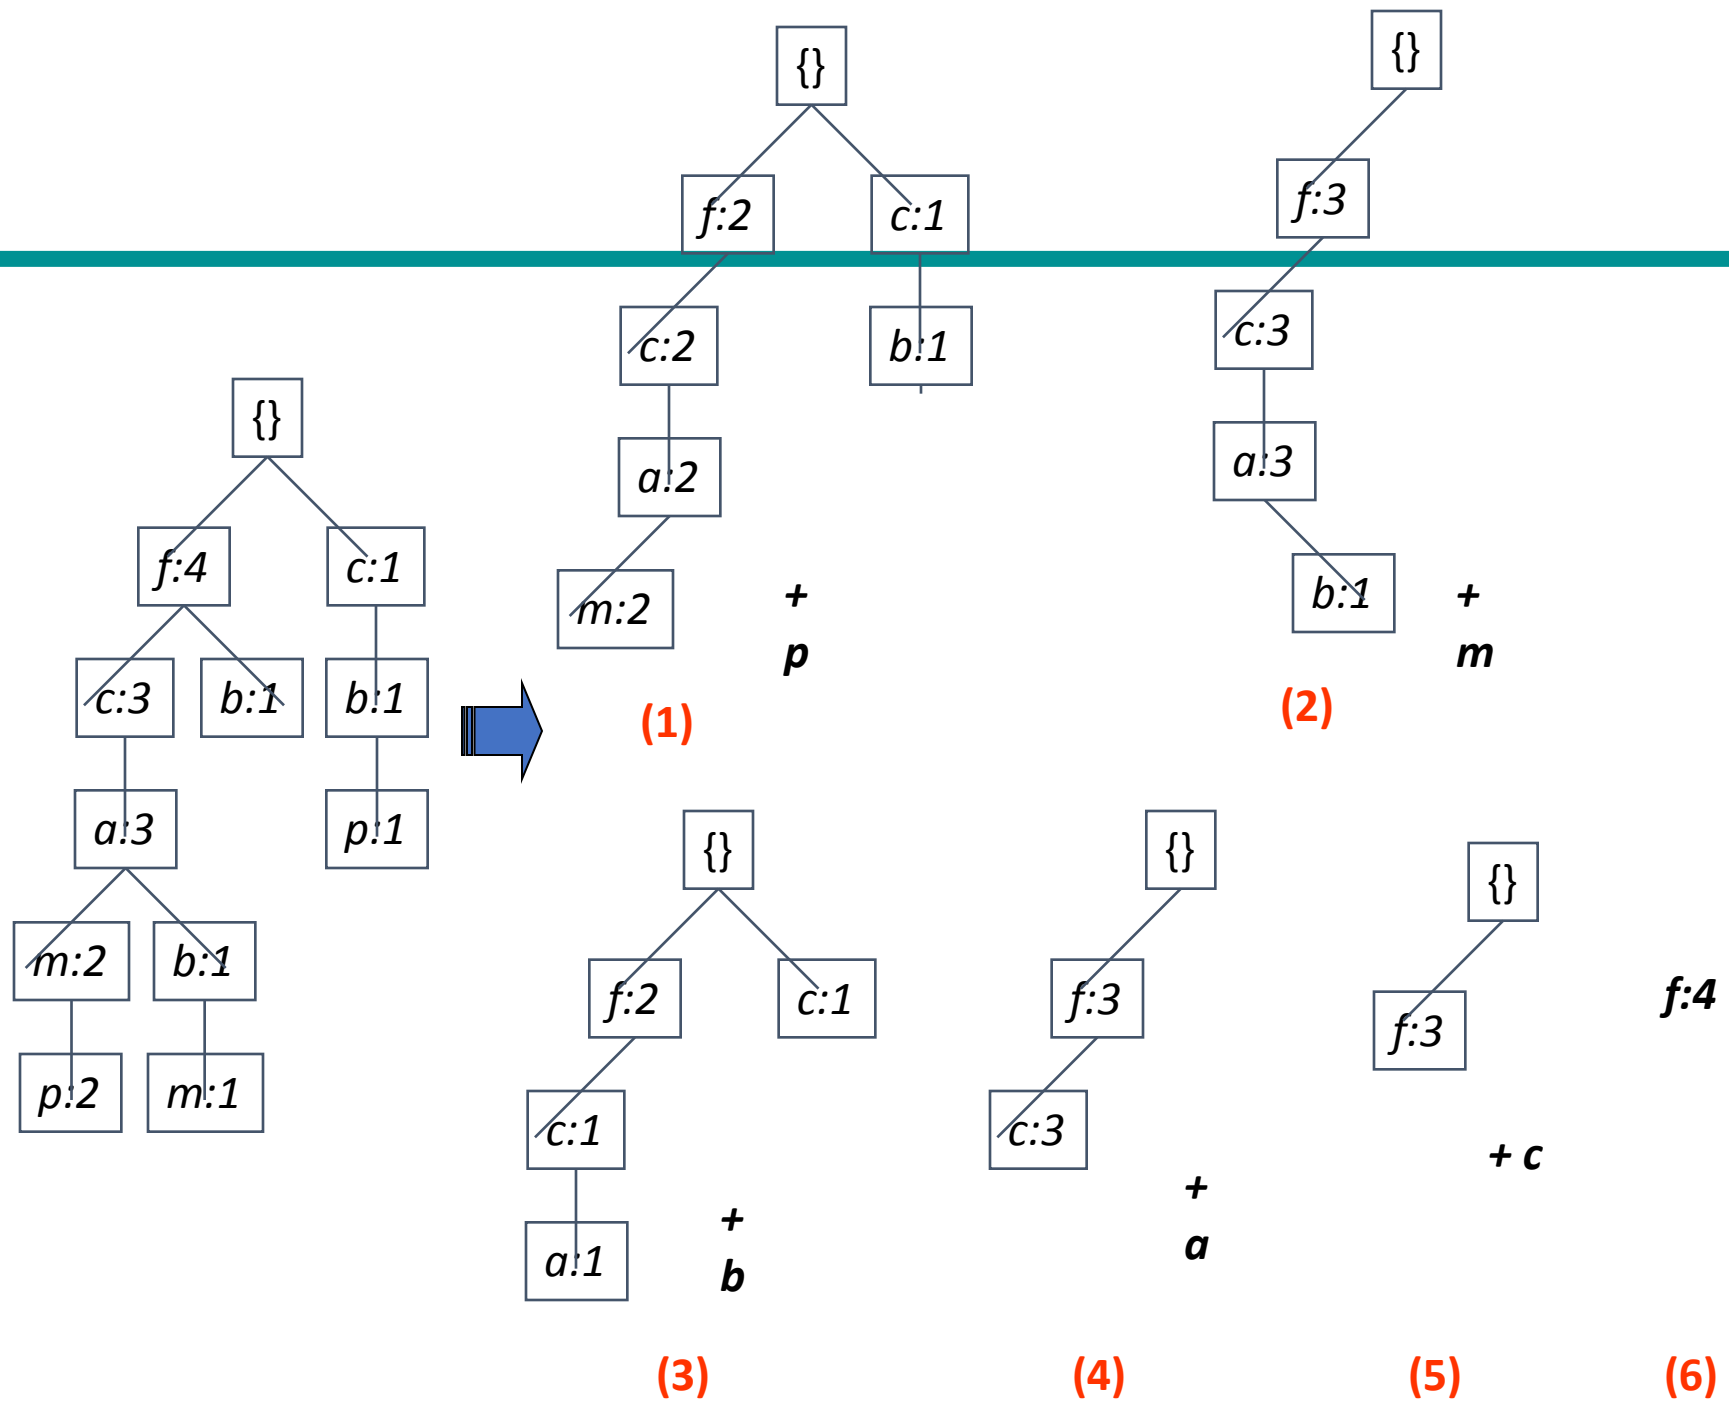 {}
f:4
c:1
c:3
b:1
b:1
a:3
p:1
m:2
b:1
p:2
m:1
{}
f:2
c:1
c:2
b:1
a:2
m:2
+
p
(1)
{}
f:3
c:3
a:3
b:1
+
m
(2)
{}
f:2
c:1
c:1
a:1
+
b
(3)
{}
f:3
c:3
+
a
(4)
{}
f:3
+ c
(5)
f:4
(6)